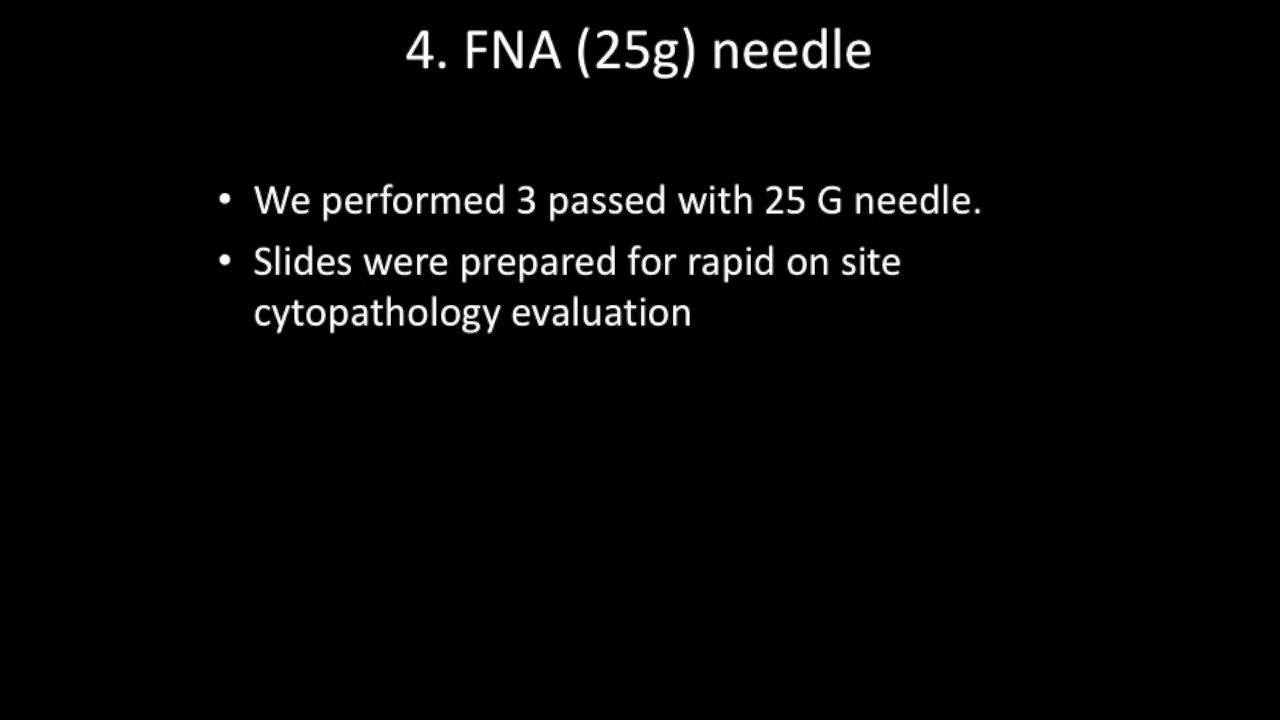 4. FNA (25g) needle
• We performed 3 passed with 25 G needle.
• Slides were prepared for rapid on site
cytopathology evaluation